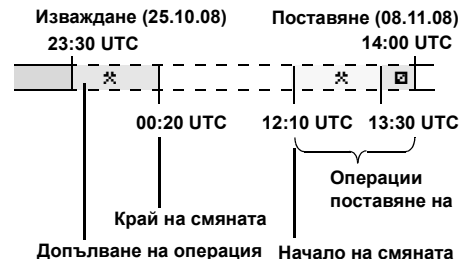 Изваждане (25.10.08)
Поставяне (08.11.08)
23:30 UTC
14:00 UTC
00:20 UTC
12:10 UTC
13:30 UTC
Операции
поставяне на
Край на смяната
Допълване на операция
Начало на смяната